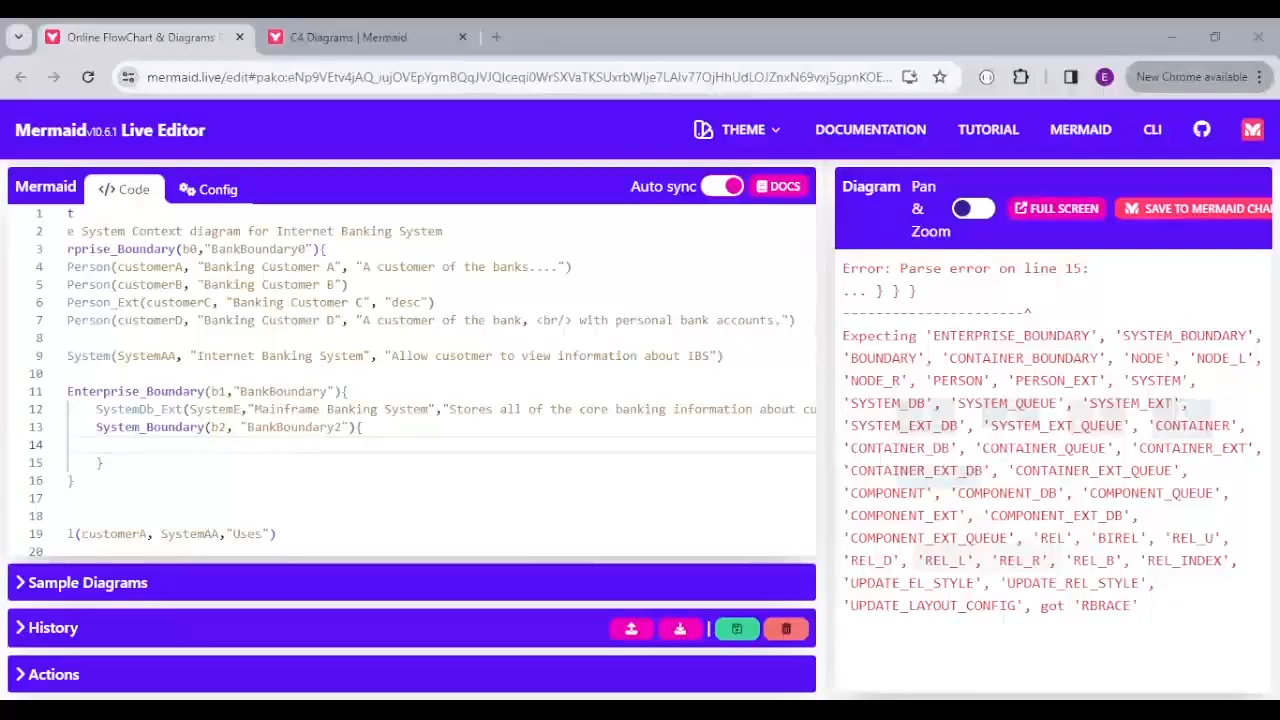 Online FlowChart & Diagrams E
C4 Diagrams | Mermaid
mermaid.live/edit#pako:eNp9VEtv4jAQ_iujOVEpYgmBQqJVJQIceqi0WrSXVaTKSUxrbWIje7LAIv77OjHhUdLOJZnxN69vxj5gpnKOE...
E
New Chrome available
Mermaid v10.6.1 Live Editor
THEME
DOCUMENTATION
TUTORIAL
MERMAID
CLI
Mermaid
</> Code
Config
Auto sync
DOCS
1 t
2 e System Context diagram for Internet Banking System
3 rprise_Boundary(b0,"BankBoundary0"){
4 Person(customerA, "Banking Customer A", "A customer of the banks....")
5 Person(customerB, "Banking Customer B")
6 Person_Ext(customerC, "Banking Customer C", "desc")
7 Person(customerD, "Banking Customer D", "A customer of the bank, <br/> with personal bank accounts.")
8
9 System(SystemAA, "Internet Banking System", "Allow cusotmer to view information about IBS")
10
11 Enterprise_Boundary(b1,"BankBoundary"){
12 SystemDb_Ext(SystemE,"Mainframe Banking System","Stores all of the core banking information about cu
13 System_Boundary(b2, "BankBoundary2"){
14
15 }
16 }
17
18
19 l(customerA, SystemAA,"Uses")
20
Sample Diagrams
History
Actions
Diagram
Pan
&
Zoom
FULL SCREEN
SAVE TO MERMAID CHA
Error: Parse error on line 15:
... } } }
----------------------^
Expecting 'ENTERPRISE_BOUNDARY', 'SYSTEM_BOUNDARY',
'BOUNDARY', 'CONTAINER_BOUNDARY', 'NODE', 'NODE_L',
'NODE_R', 'PERSON', 'PERSON_EXT', 'SYSTEM',
'SYSTEM_DB', 'SYSTEM_QUEUE', 'SYSTEM_EXT',
'SYSTEM_EXT_DB', 'SYSTEM_EXT_QUEUE', 'CONTAINER',
'CONTAINER_DB', 'CONTAINER_QUEUE', 'CONTAINER_EXT',
'CONTAINER_EXT_DB', 'CONTAINER_EXT_QUEUE',
'COMPONENT', 'COMPONENT_DB', 'COMPONENT_QUEUE',
'COMPONENT_EXT', 'COMPONENT_EXT_DB',
'COMPONENT_EXT_QUEUE', 'REL', 'BIREL', 'REL_U',
'REL_D', 'REL_L', 'REL_R', 'REL_B', 'REL_INDEX',
'UPDATE_EL_STYLE', 'UPDATE_REL_STYLE',
'UPDATE_LAYOUT_CONFIG', got 'RBRACE'